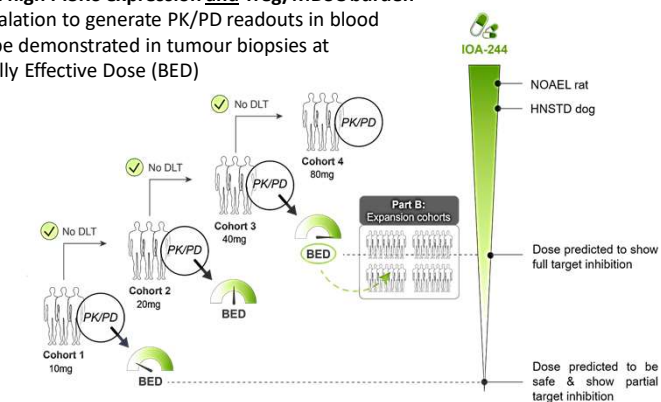 expression and Treg/MDSC burden
alation to generate PK/PD readouts in blood
be demonstrated in tumour biopsies at
lly Effective Dose (BED)
IOA-244
NOAEL rat
HNSTD dog
No DLT
PK/PD
Cohort 4
80mg
No DLT
PK/PD
Cohort 3
40mg
No DLT
PK/PD
Cohort 2
20mg
PK/PD
Cohort 1
10mg
BED
BED
BED
Part B:
Expansion cohorts
Dose predicted to show
full target inhibition
Dose predicted to be
safe & show partial
target inhibition